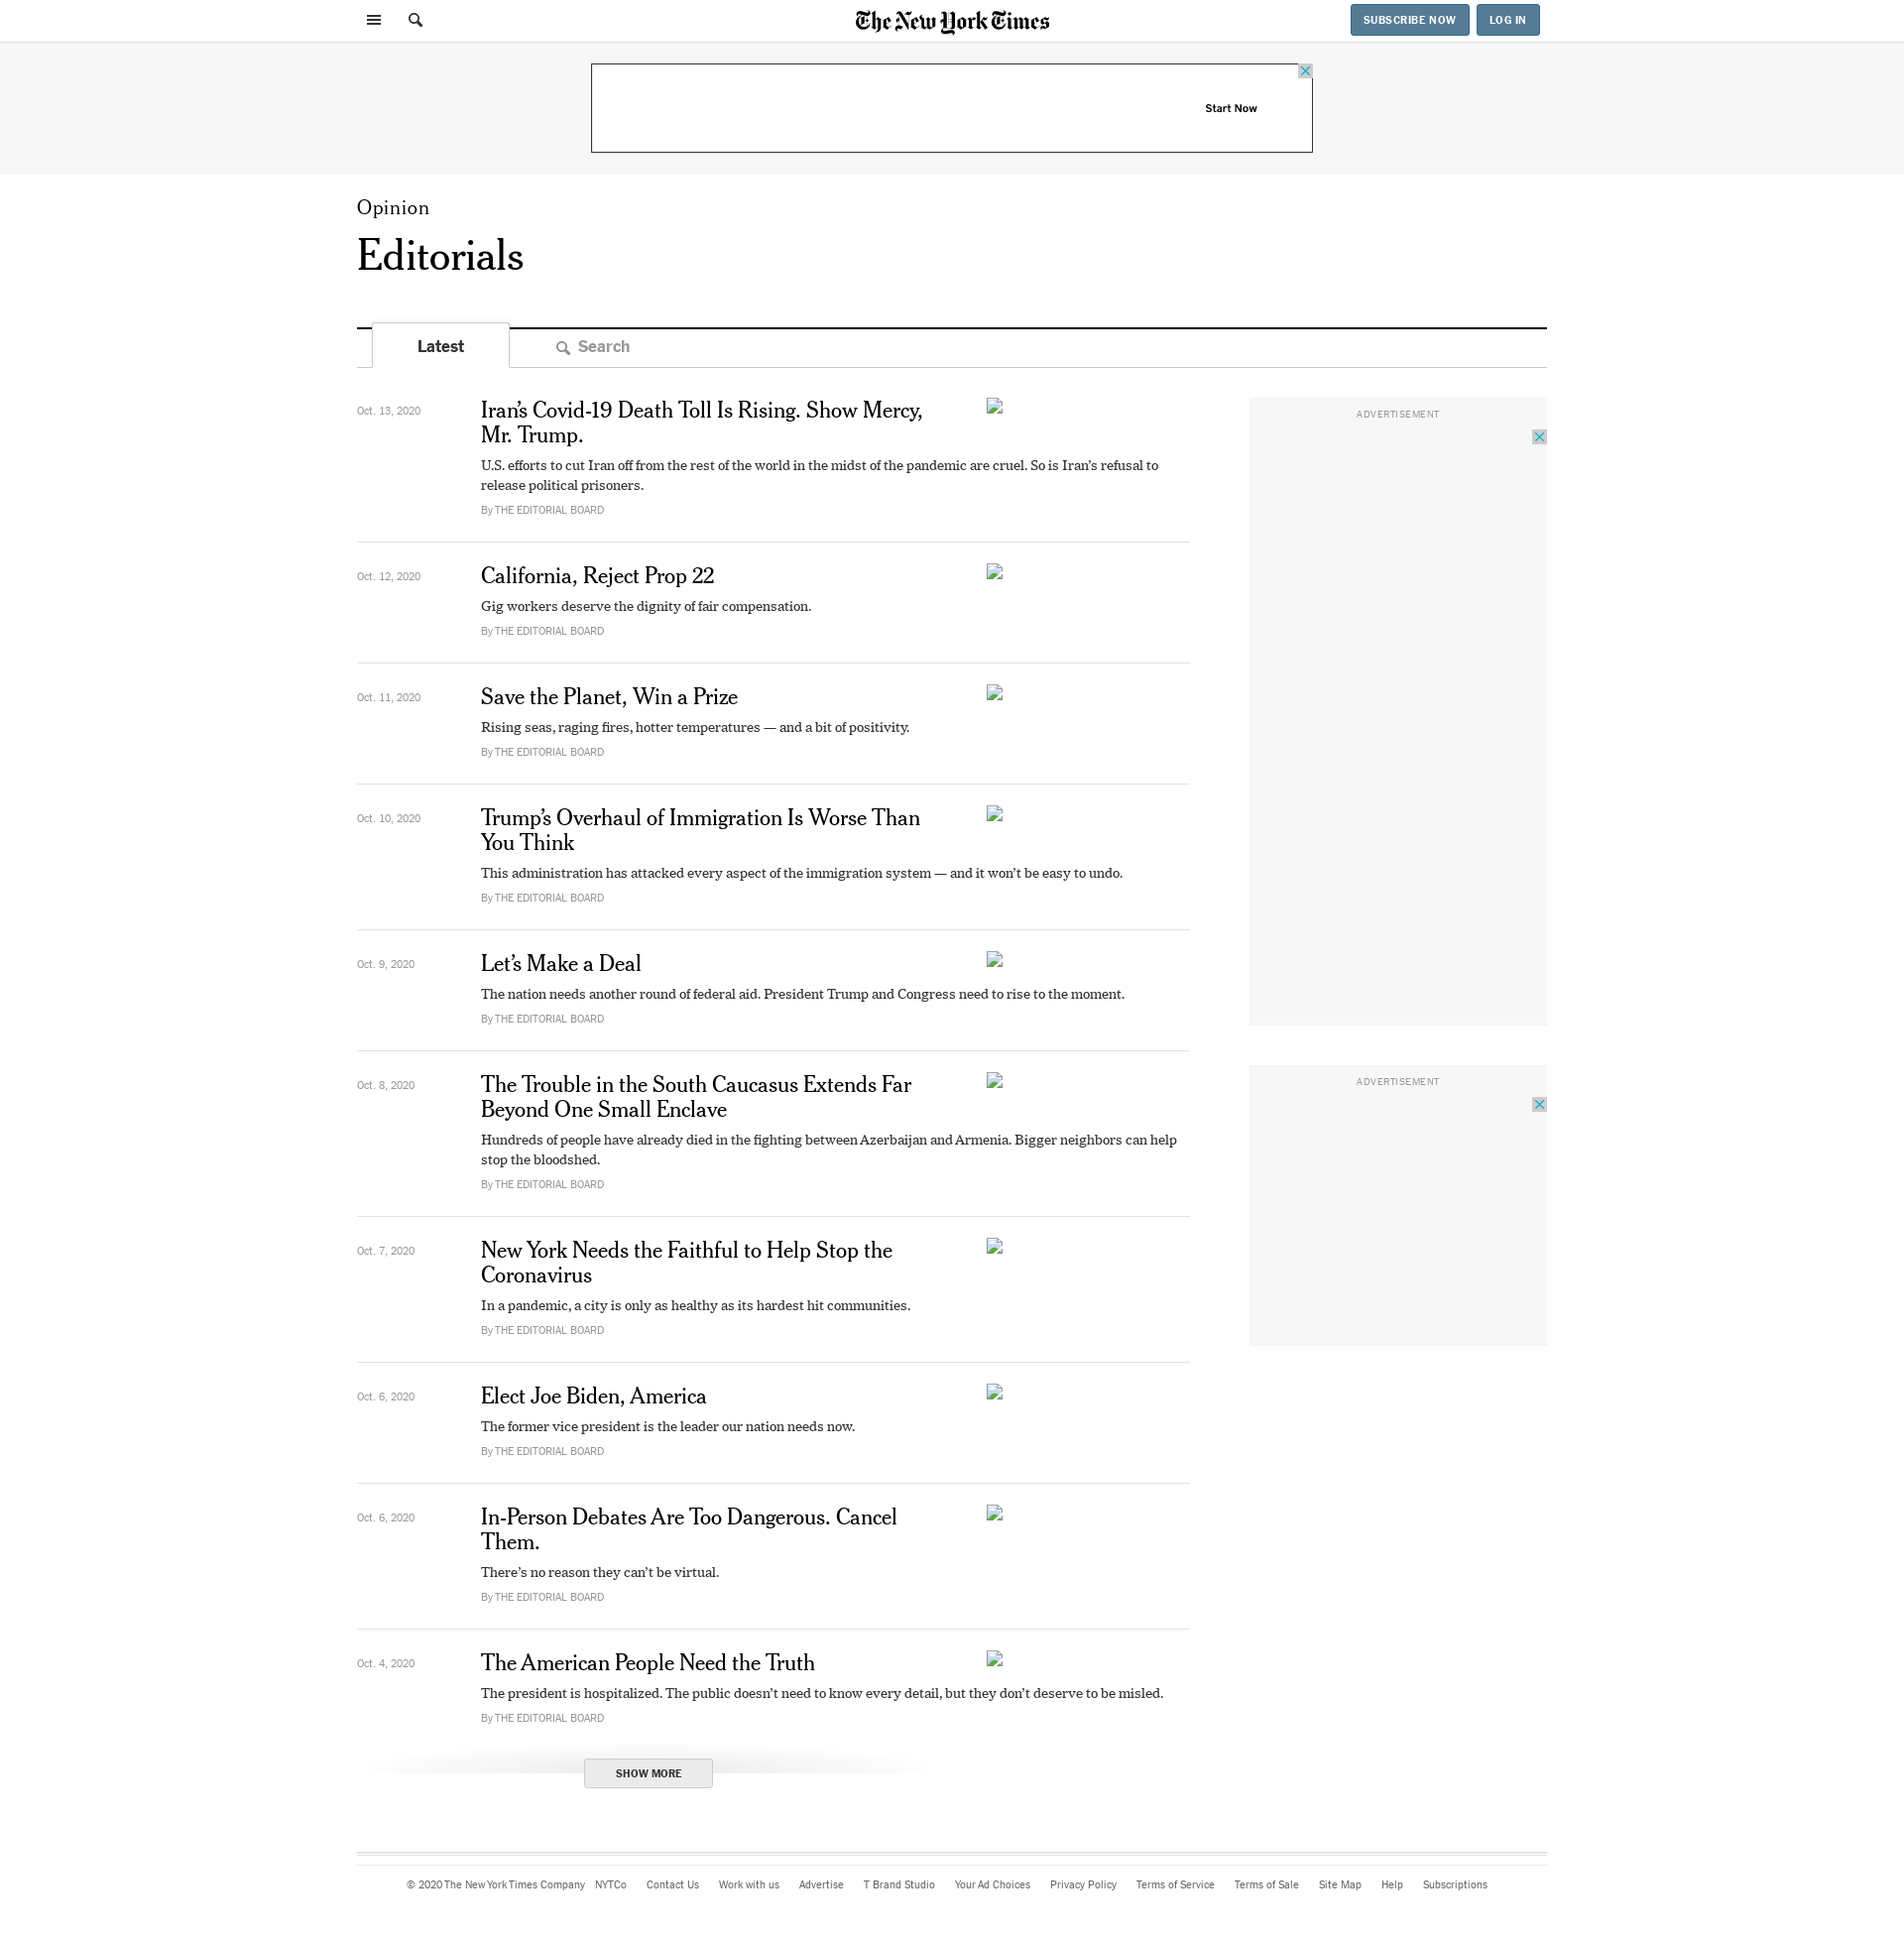 The New York Times
SUBSCRIBE NOW
LOG IN
Start Now
Opinion
Editorials
Latest
Search
Oct. 13, 2020
Iran’s Covid-19 Death Toll Is Rising. Show Mercy,
Mr. Trump.
U.S. efforts to cut Iran off from the rest of the world in the midst of the pandemic are cruel. So is Iran’s refusal to
release political prisoners.
By THE EDITORIAL BOARD
ADVERTISEMENT
Oct. 12, 2020
California, Reject Prop 22
Gig workers deserve the dignity of fair compensation.
By THE EDITORIAL BOARD
Oct. 11, 2020
Save the Planet, Win a Prize
Rising seas, raging fires, hotter temperatures — and a bit of positivity.
By THE EDITORIAL BOARD
Oct. 10, 2020
Trump’s Overhaul of Immigration Is Worse Than
You Think
This administration has attacked every aspect of the immigration system — and it won’t be easy to undo.
By THE EDITORIAL BOARD
Oct. 9, 2020
Let’s Make a Deal
The nation needs another round of federal aid. President Trump and Congress need to rise to the moment.
By THE EDITORIAL BOARD
Oct. 8, 2020
The Trouble in the South Caucasus Extends Far
Beyond One Small Enclave
Hundreds of people have already died in the fighting between Azerbaijan and Armenia. Bigger neighbors can help
stop the bloodshed.
By THE EDITORIAL BOARD
ADVERTISEMENT
Oct. 7, 2020
New York Needs the Faithful to Help Stop the
Coronavirus
In a pandemic, a city is only as healthy as its hardest hit communities.
By THE EDITORIAL BOARD
Oct. 6, 2020
Elect Joe Biden, America
The former vice president is the leader our nation needs now.
By THE EDITORIAL BOARD
Oct. 6, 2020
In-Person Debates Are Too Dangerous. Cancel
Them.
There’s no reason they can’t be virtual.
By THE EDITORIAL BOARD
Oct. 4, 2020
The American People Need the Truth
The president is hospitalized. The public doesn’t need to know every detail, but they don’t deserve to be misled.
By THE EDITORIAL BOARD
SHOW MORE
© 2020 The New York Times Company NYTCo Contact Us Work with us Advertise T Brand Studio Your Ad Choices Privacy Policy Terms of Service Terms of Sale Site Map Help Subscriptions